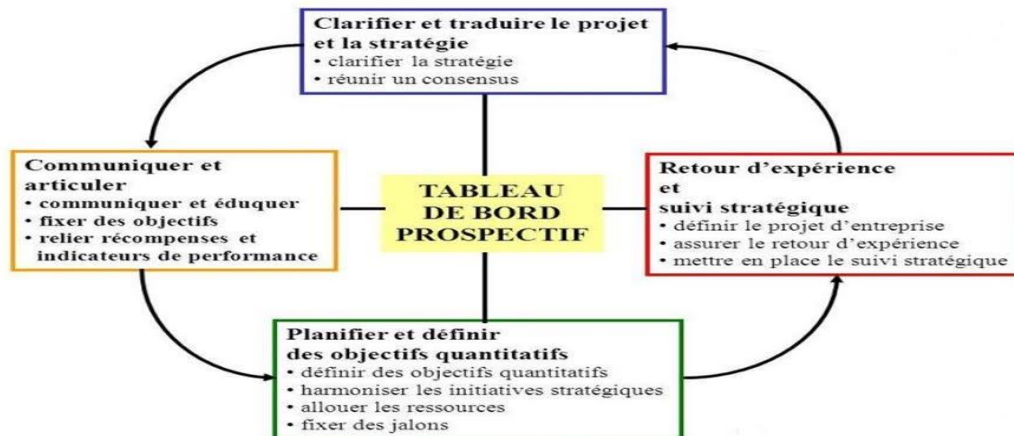 Clarifier et traduire le projet
et la stratégie
• clarifier la stratégie
• réunir un consensus
Communiquer et
articuler
• communiquer et éduquer
• fixer des objectifs
• relier récompenses et
indicateurs de performance
TABLEAU
DE BORD
PROSPECTIF
Retour d'expérience
et
suivi stratégique
• définir le projet d'entreprise
• assurer le retour d'expérience
• mettre en place le suivi stratégique
Planifier et définir
des objectifs quantitatifs
• définir des objectifs quantitatifs
• harmoniser les initiatives stratégiques
• allouer les ressources
• fixer des jalons